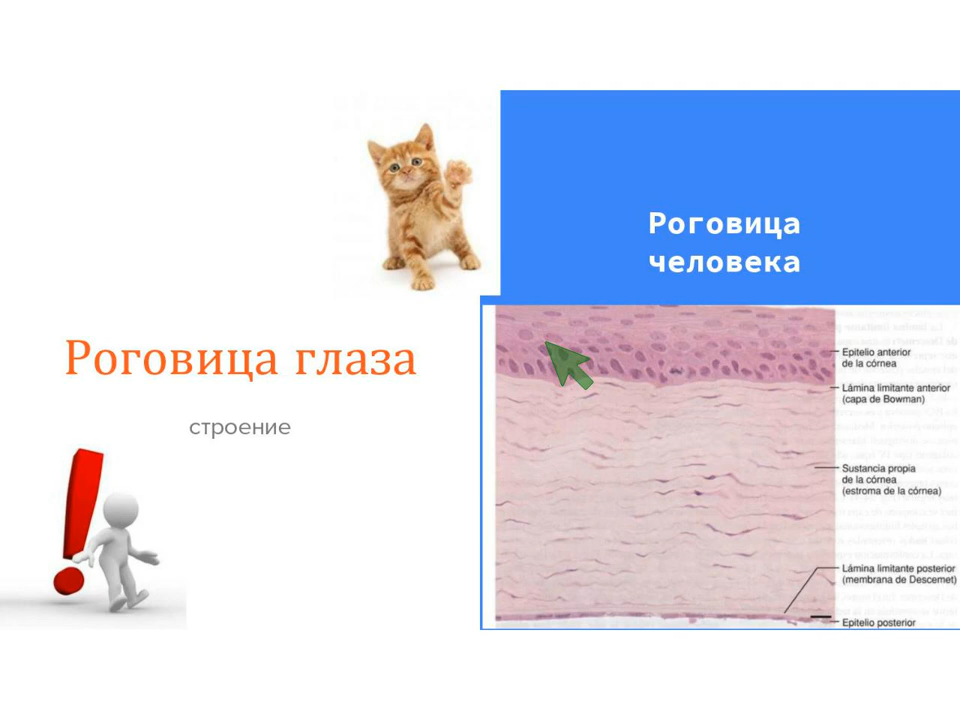 Роговица глаза
строение
Роговица
человека
Epitelio anterior
de la córnea
Lámina limitante anterior
(capa de Bowman)
Sustancia propia
de la córnea
(estroma de la córnea)
Lámina limitante posterior
(membrana de Descemet)
Epitelio posterior